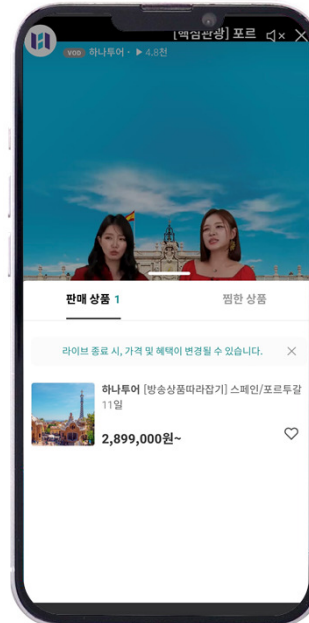 [핵심관광] 포르
VOD 하나투어 · ▶ 4.8천
판매 상품 1
찜한 상품
라이브 종료 시, 가격 및 혜택이 변경될 수 있습니다.
하나투어 [방송상품따라잡기] 스페인/포르투갈
11일
2,899,000원~